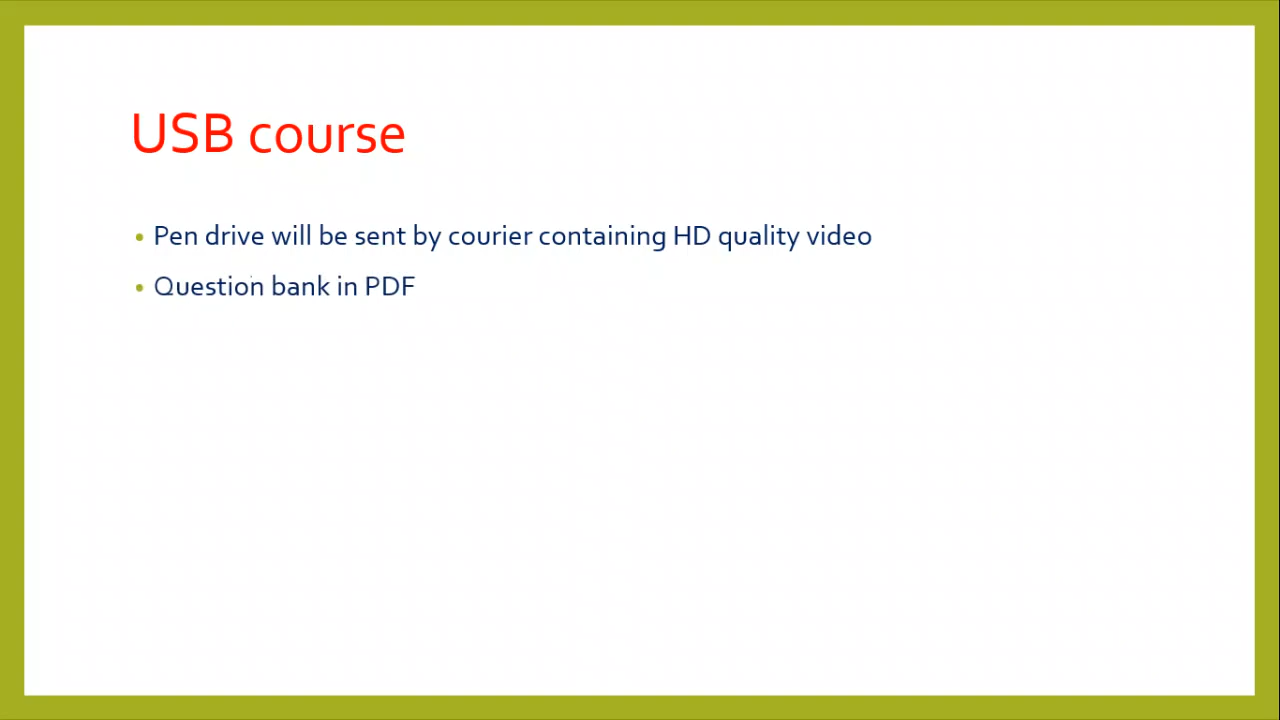 USB course
• Pen drive will be sent by courier containing HD quality video
• Question bank in PDF